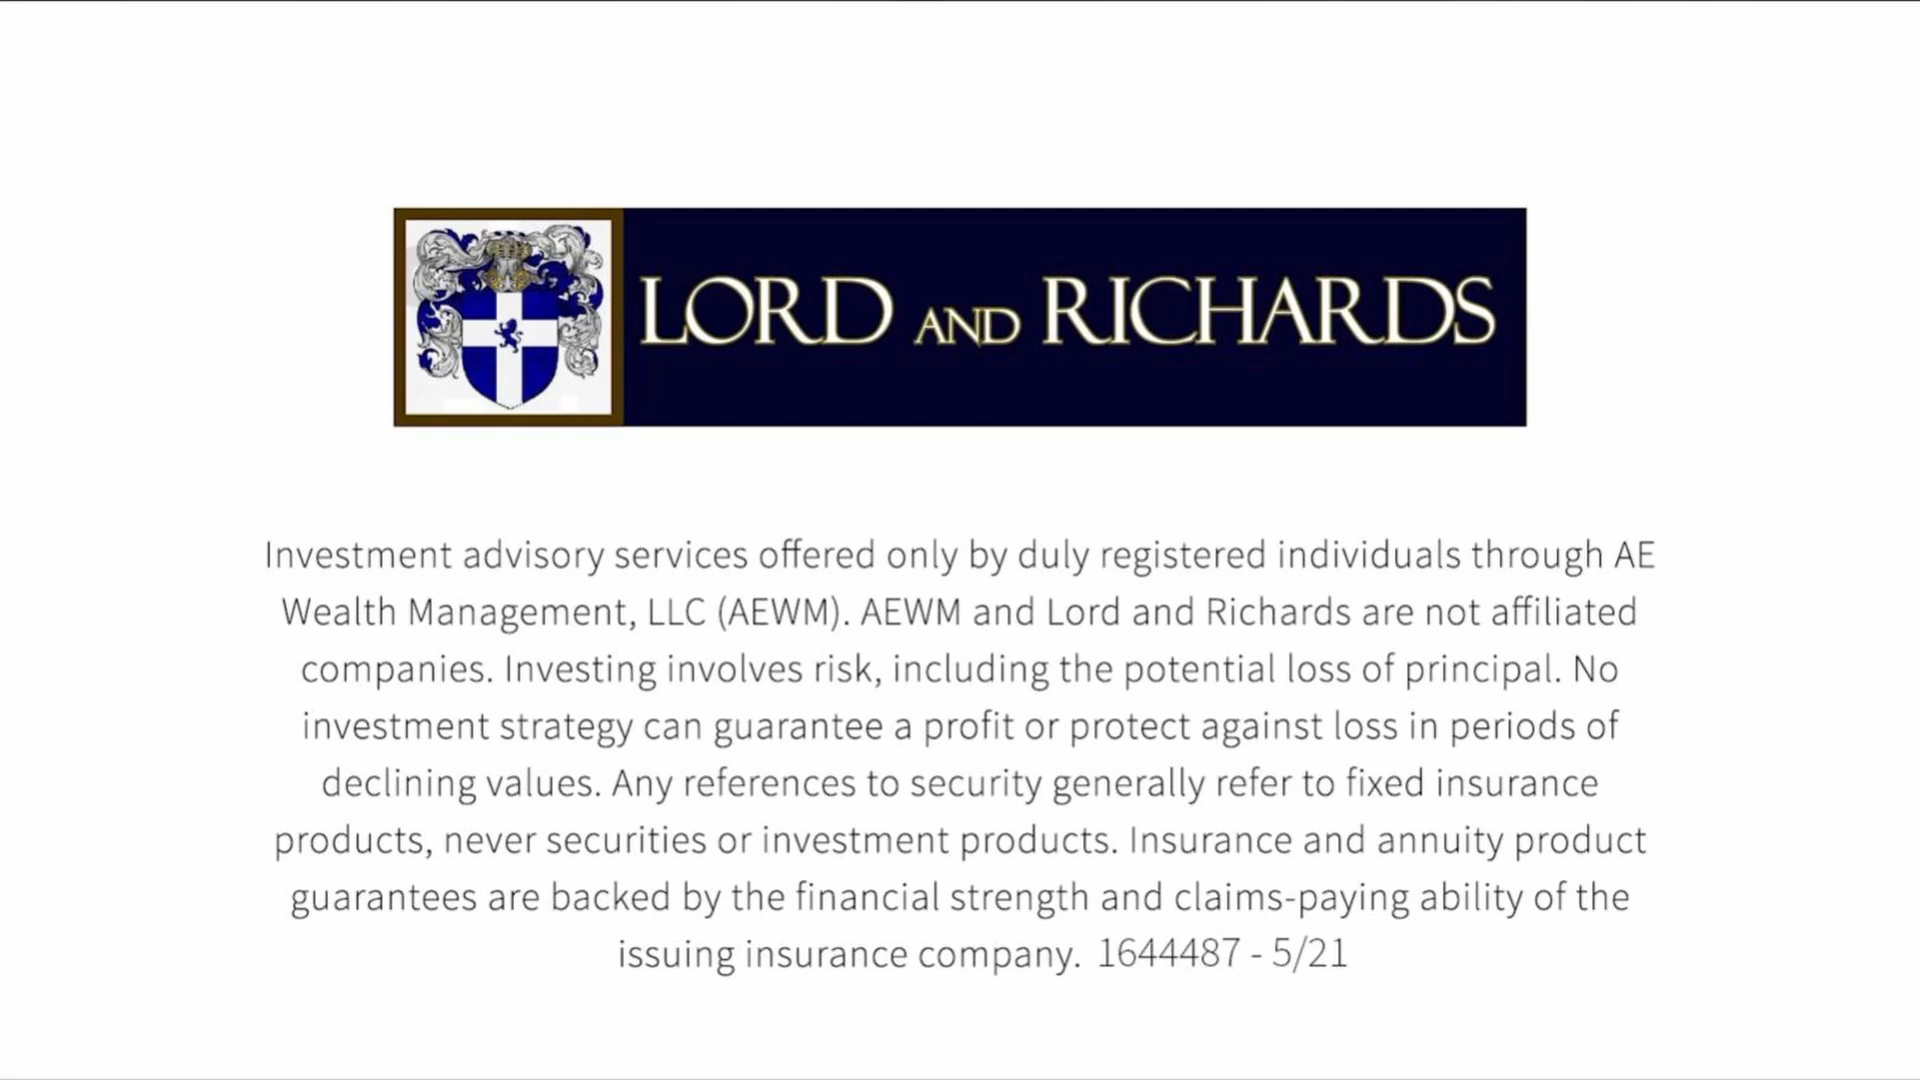 LORD AND RICHARDS
Investment advisory services offered only by duly registered individuals through AE
Wealth Management, LLC (AEWM). AEWM and Lord and Richards are not affiliated
companies. Investing involves risk, including the potential loss of principal. No
investment strategy can guarantee a profit or protect against loss in periods of
declining values. Any references to security generally refer to fixed insurance
products, never securities or investment products. Insurance and annuity product
guarantees are backed by the financial strength and claims-paying ability of the
issuing insurance company. 1644487 - 5/21